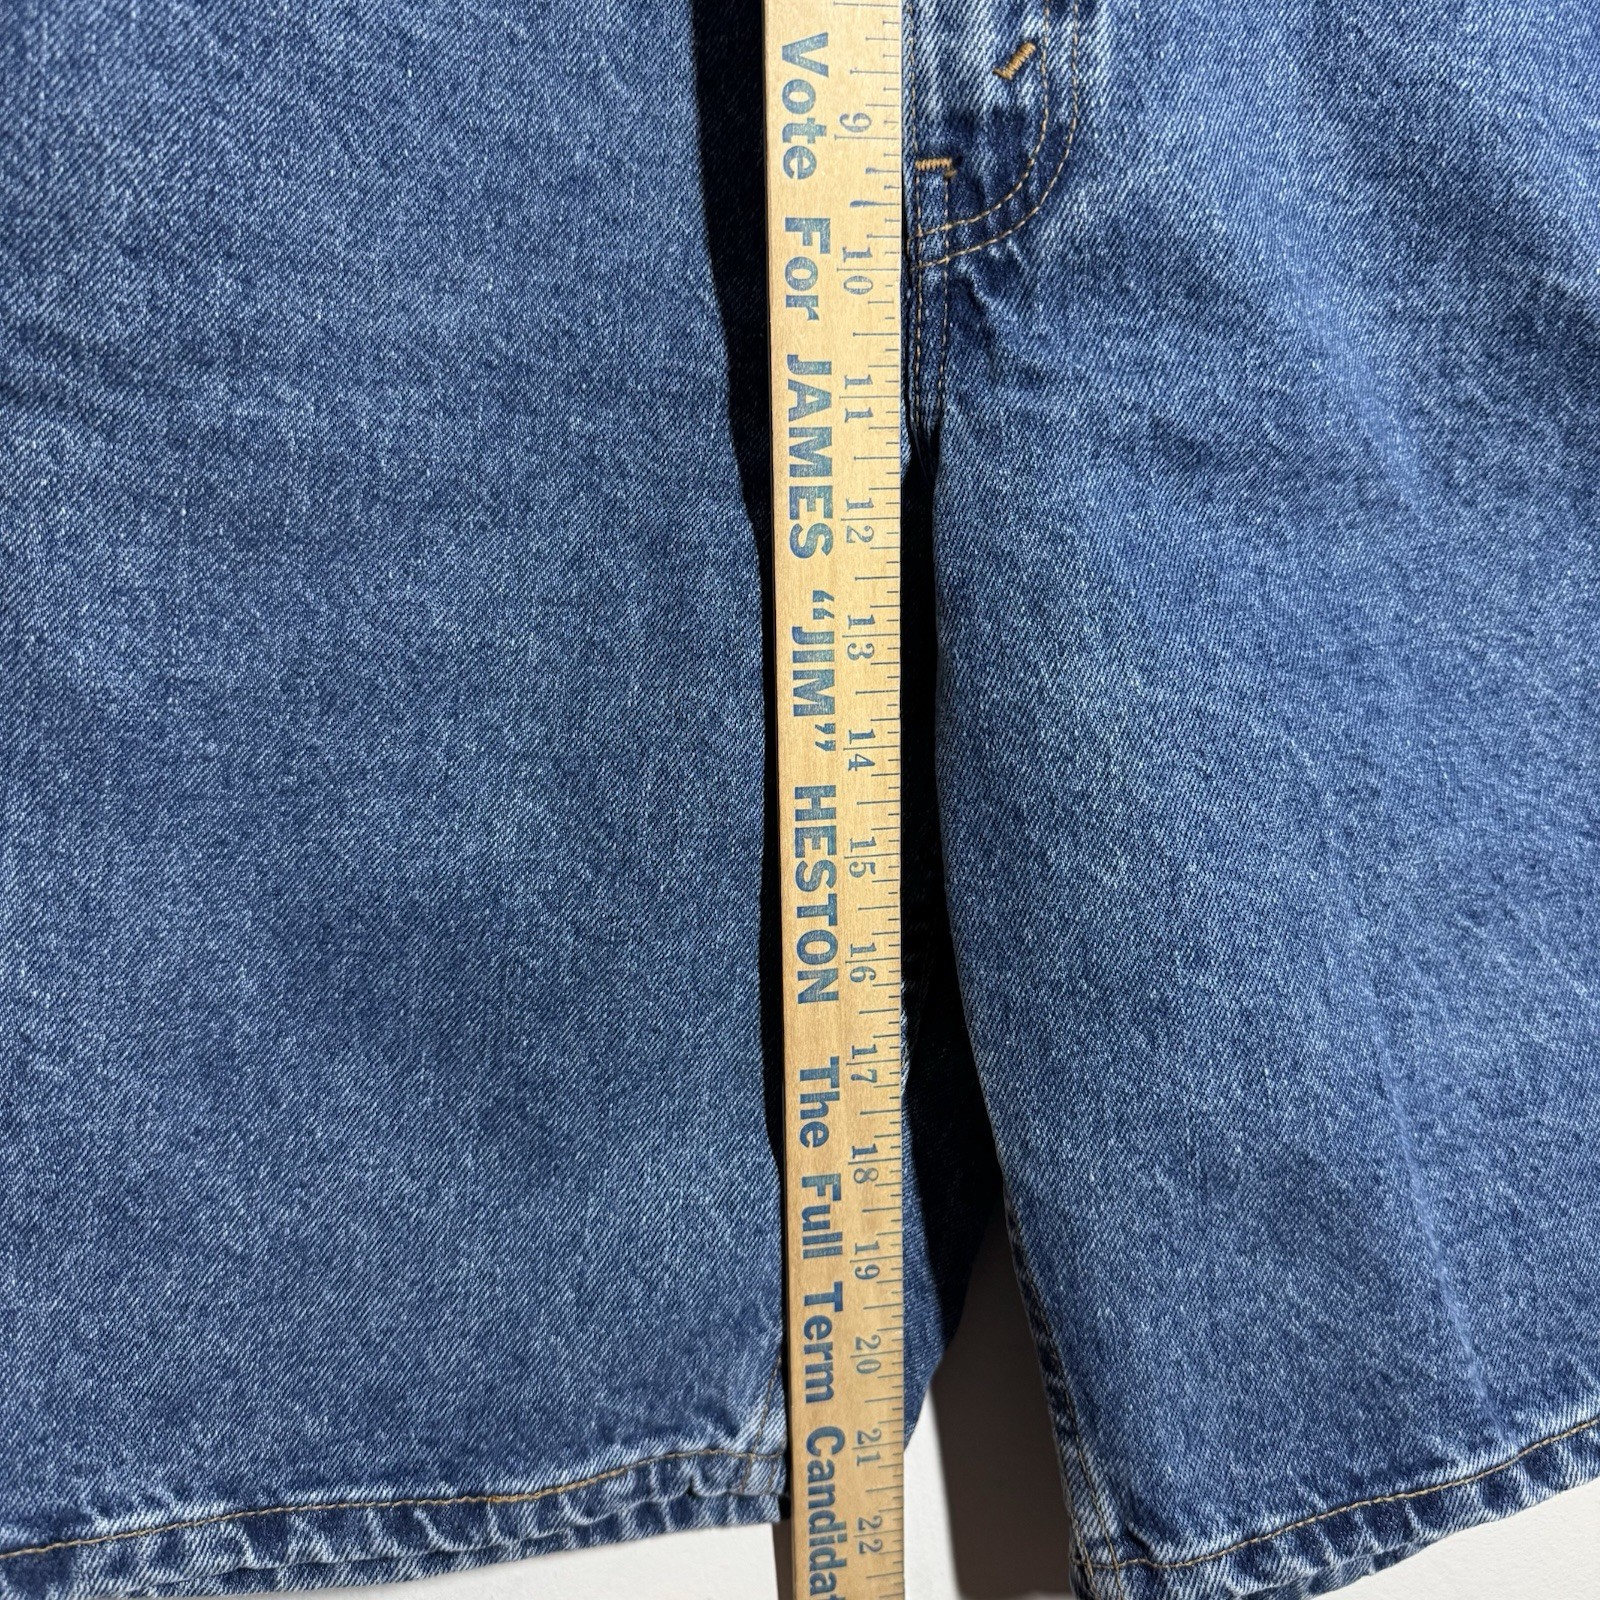 Vote For JAMES “JIM” HESTON The Full Term Candidat
9 10 11 12 13 14 15 16 17 18 19 20 21 22